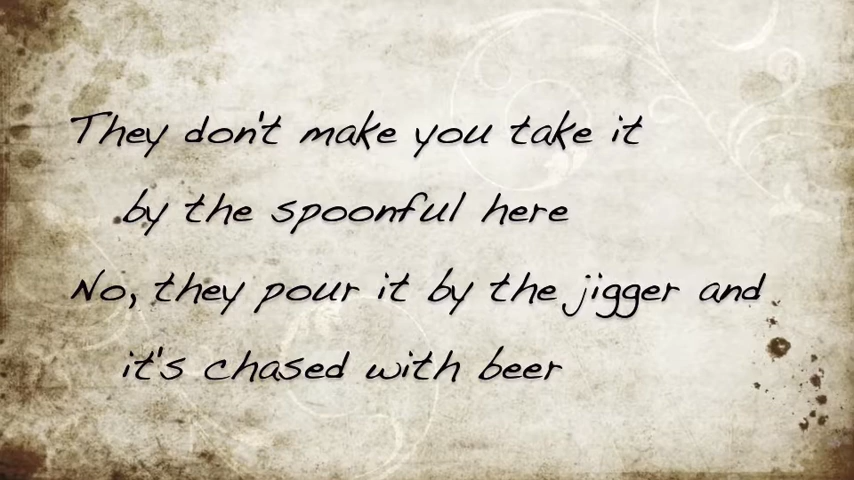 They don't make you take it
by the spoonful here
No, they pour it by the jigger and
it's chased with beer